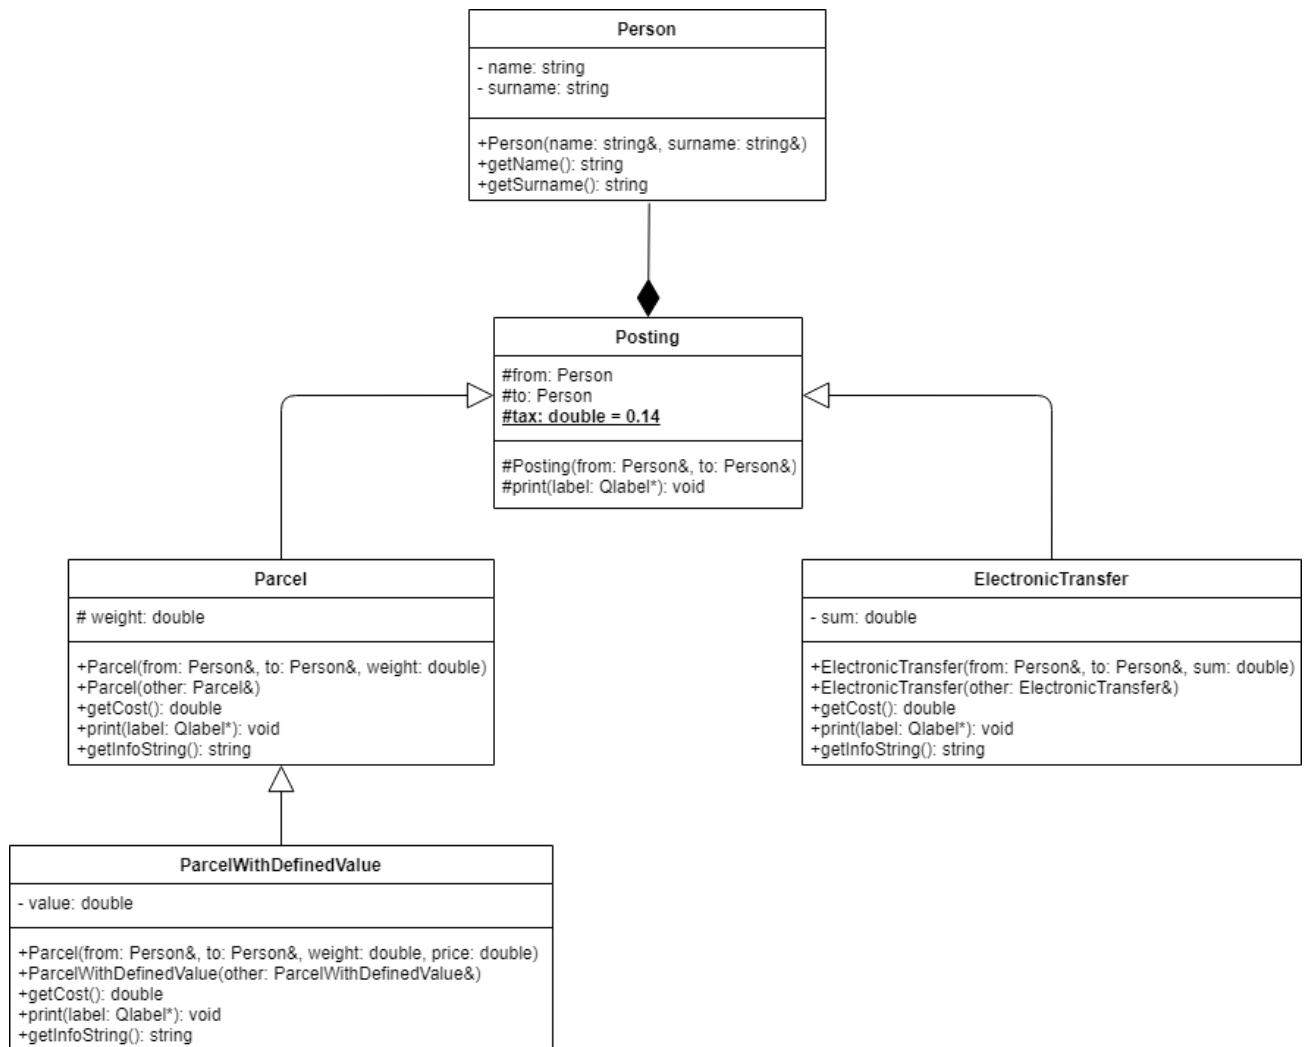 Person
- name: string
- surname: string
+Person(name: string&, surname: string&)
+getName(): string
+getSurname(): string
Posting
#from: Person
#to: Person
#tax: double = 0.14
#Posting(from: Person&, to: Person&)
#print(label: Qlabel*): void
Parcel
# weight: double
+Parcel(from: Person&, to: Person&, weight: double)
+Parcel(other: Parcel&)
+getCost(): double
+print(label: Qlabel*): void
+getInfoString(): string
ElectronicTransfer
- sum: double
+ElectronicTransfer(from: Person&, to: Person&, sum: double)
+ElectronicTransfer(other: ElectronicTransfer&)
+getCost(): double
+print(label: Qlabel*): void
+getInfoString(): string
ParcelWithDefinedValue
- value: double
+Parcel(from: Person&, to: Person&, weight: double, price: double)
+ParcelWithDefinedValue(other: ParcelWithDefinedValue&)
+getCost(): double
+print(label: Qlabel*): void
+getInfoString(): string